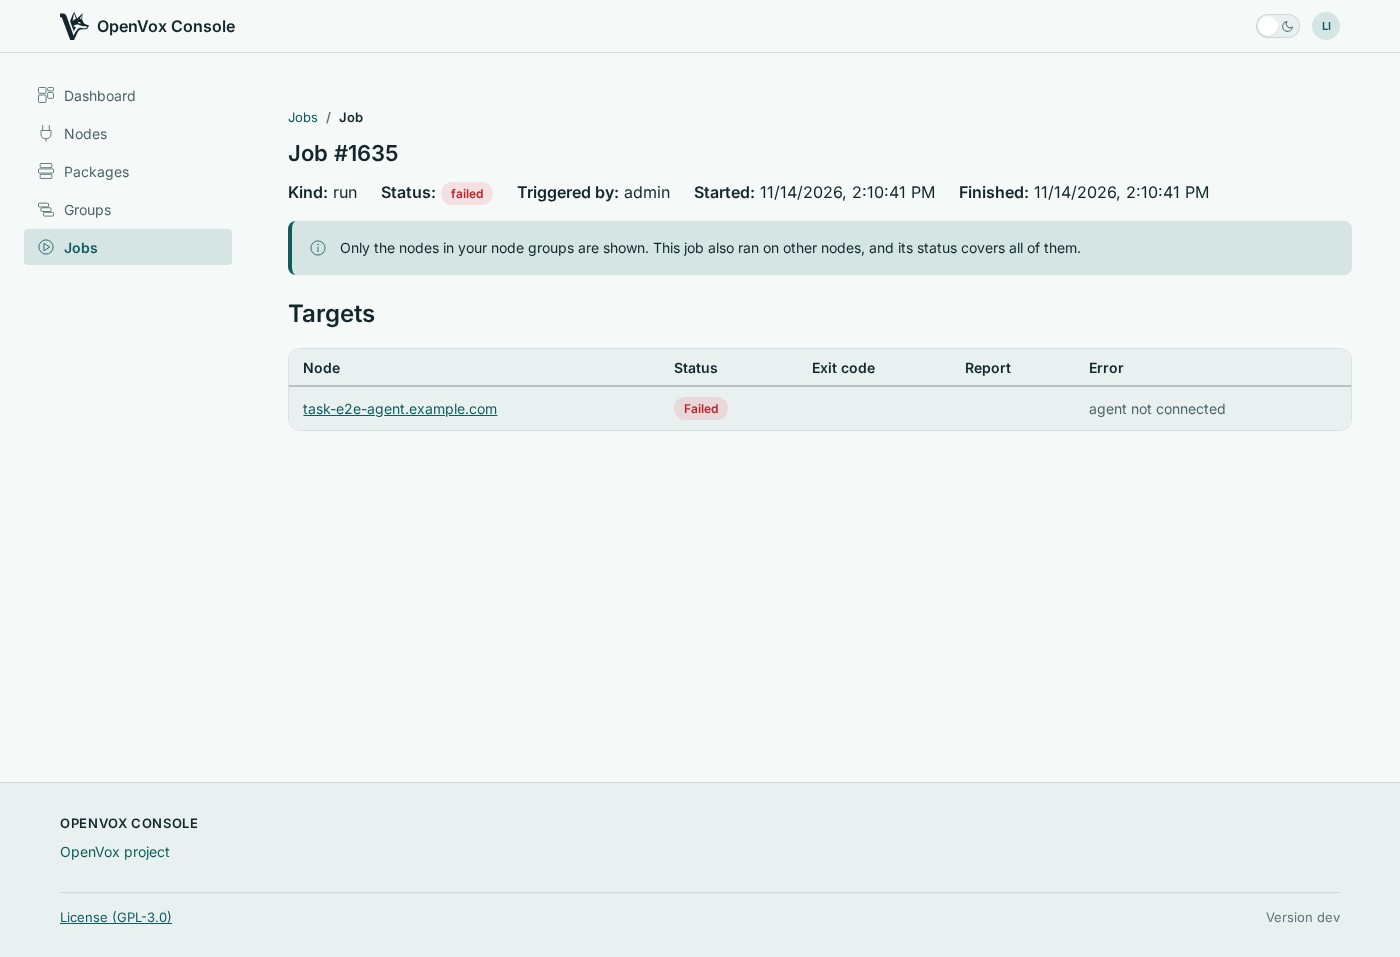 OpenVox Console
LI
Dashboard
Nodes
Packages
Groups
Jobs
Jobs / Job
Job #1635
Kind: run Status: failed Triggered by: admin Started: 11/14/2026, 2:10:41 PM Finished: 11/14/2026, 2:10:41 PM
Only the nodes in your node groups are shown. This job also ran on other nodes, and its status covers all of them.
Targets
Node Status Exit code Report Error
task-e2e-agent.example.com Failed agent not connected
OPENVOX CONSOLE
OpenVox project
License (GPL-3.0) Version dev